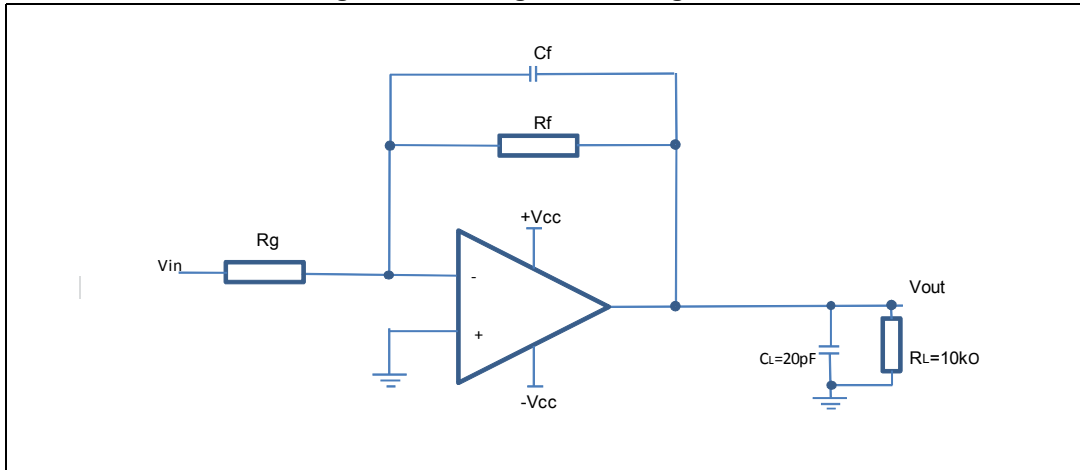 Cf
Rf
+Vcc
Rg
Vin
-
+
Vout
CL=20pF
RL=10kO
-Vcc